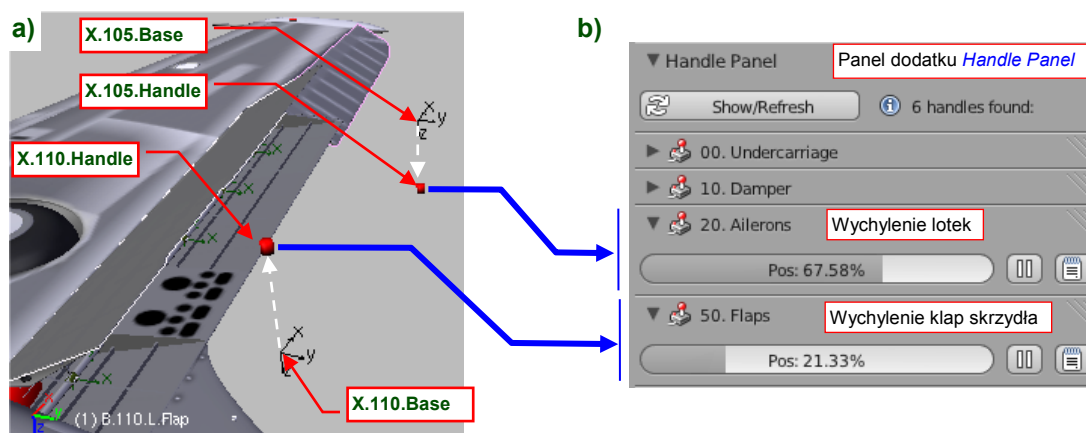 a)
X.105.Base
X.105.Handle
X.110.Handle
X.110.Base
x
y
z
x
y
z
x
x
x
x
y
z
(1) B.110.L.Flap
b)
Handle Panel
Panel dodatku Handle Panel
Show/Refresh
6 handles found:
00. Undercarriage
10. Damper
20. Ailerons
Wychylenie lotek
Pos: 67.58%
50. Flaps
Wychylenie klap skrzydła
Pos: 21.33%